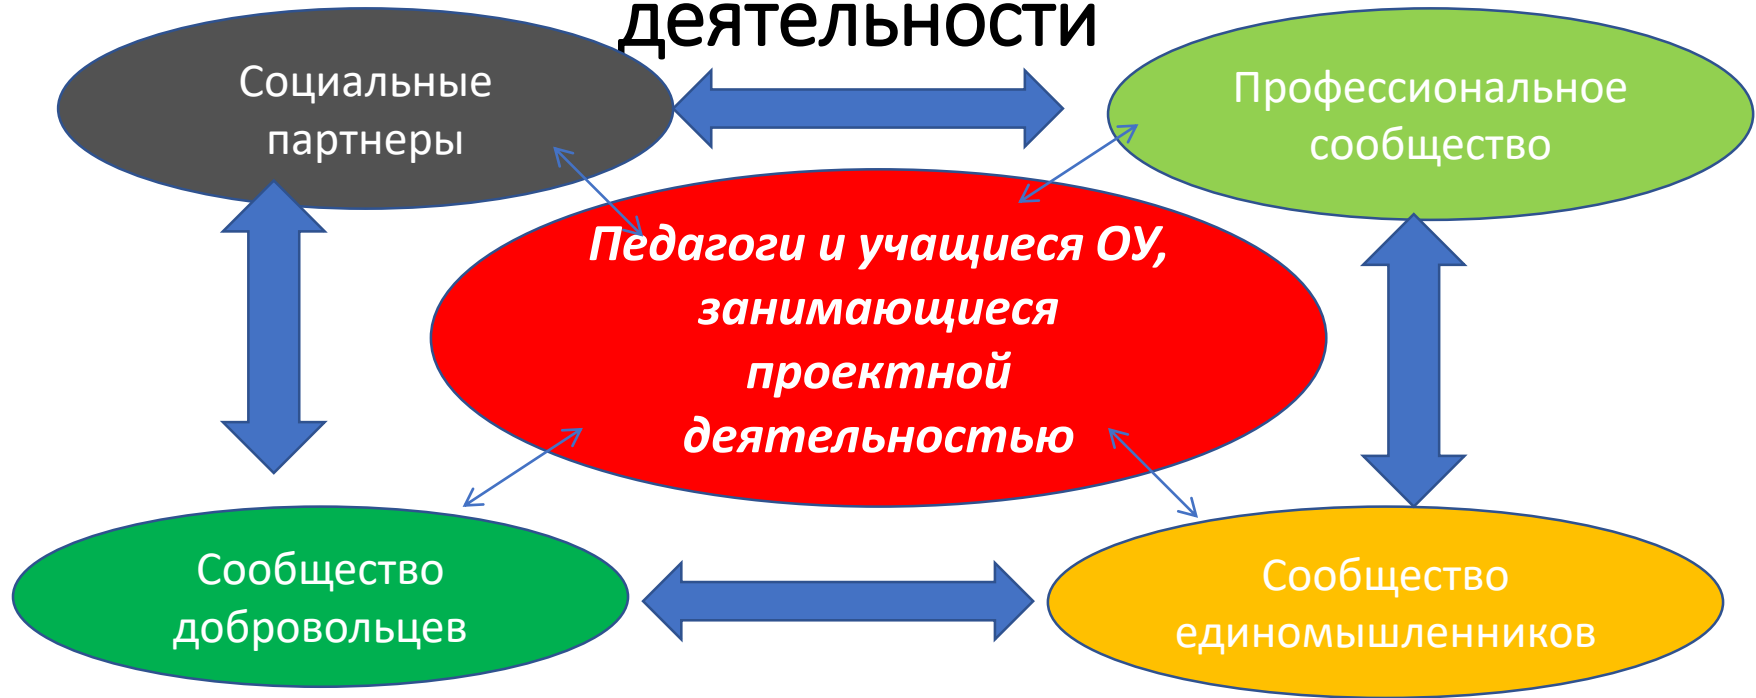 деятельности
Социальные
партнеры
Профессиональное
сообщество
Педагоги и учащиеся ОУ,
занимающиеся
проектной
деятельностью
Сообщество
добровольцев
Сообщество
единомышленников